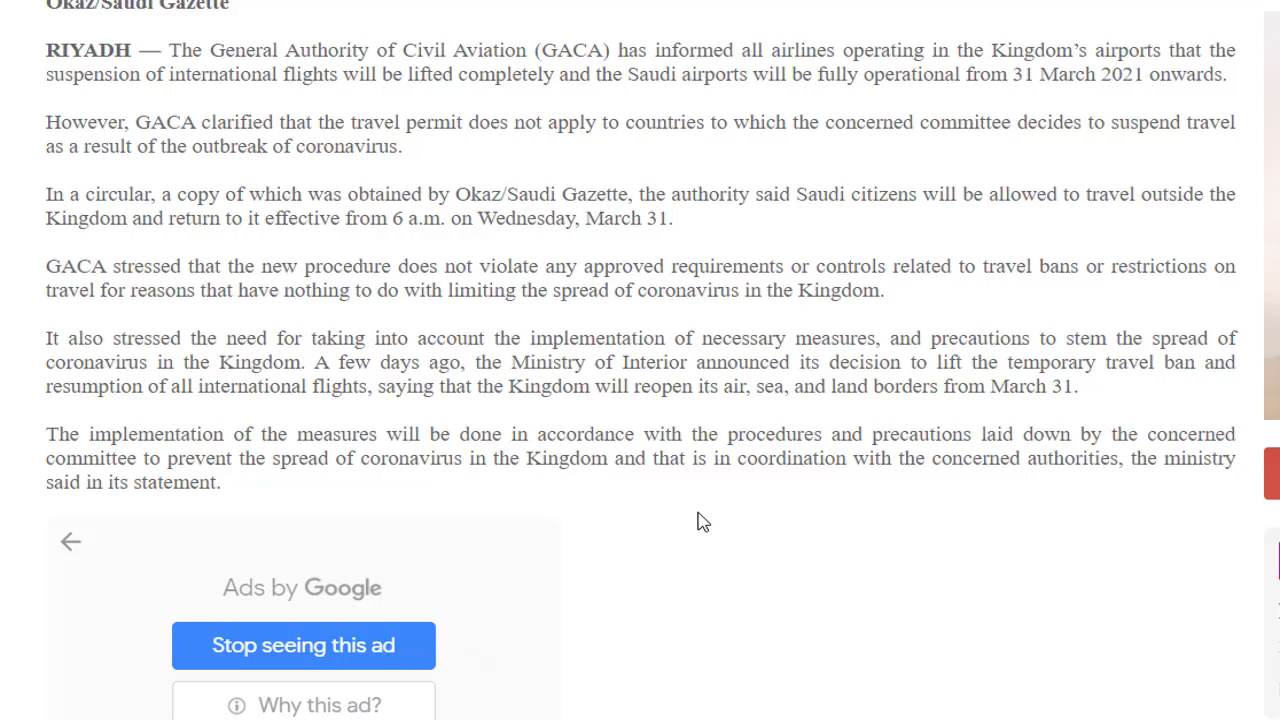 Okaz/Saudi Gazette
RIYADH — The General Authority of Civil Aviation (GACA) has informed all airlines operating in the Kingdom’s airports that the
suspension of international flights will be lifted completely and the Saudi airports will be fully operational from 31 March 2021 onwards.
However, GACA clarified that the travel permit does not apply to countries to which the concerned committee decides to suspend travel
as a result of the outbreak of coronavirus.
In a circular, a copy of which was obtained by Okaz/Saudi Gazette, the authority said Saudi citizens will be allowed to travel outside the
Kingdom and return to it effective from 6 a.m. on Wednesday, March 31.
GACA stressed that the new procedure does not violate any approved requirements or controls related to travel bans or restrictions on
travel for reasons that have nothing to do with limiting the spread of coronavirus in the Kingdom.
It also stressed the need for taking into account the implementation of necessary measures, and precautions to stem the spread of
coronavirus in the Kingdom. A few days ago, the Ministry of Interior announced its decision to lift the temporary travel ban and
resumption of all international flights, saying that the Kingdom will reopen its air, sea, and land borders from March 31.
The implementation of the measures will be done in accordance with the procedures and precautions laid down by the concerned
committee to prevent the spread of coronavirus in the Kingdom and that is in coordination with the concerned authorities, the ministry
said in its statement.
Ads by Google
Stop seeing this ad
Why this ad?